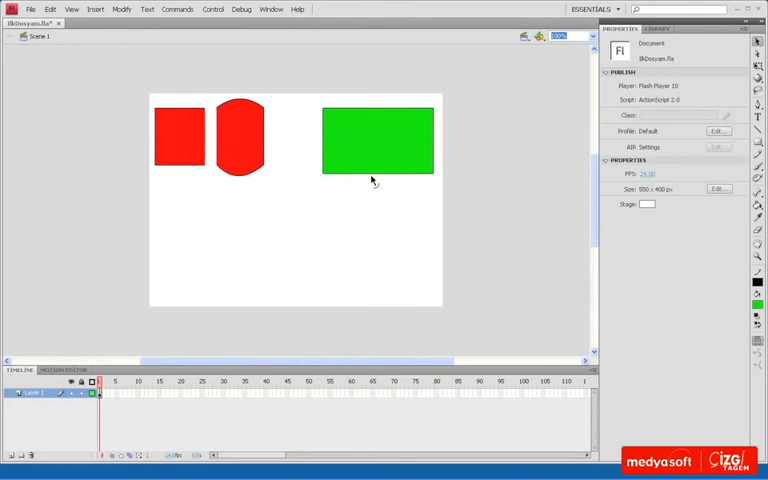 Fl File Edit View Insert Modify Text Commands Control Debug Window Help ESSENTIALS
IlkDosyam.fla* Scene 1 100%
PROPERTIES LIBRARY
Fl Document
IlkDosyam.fla
PUBLISH
Player: Flash Player 10
Script: ActionScript 2.0
Class:
Profile: Default Edit...
AIR Settings Edit...
PROPERTIES
FPS: 24.00
Size: 550 x 400 px Edit...
Stage:
TIMELINE MOTION EDITOR
1 5 10 15 20 25 30 35 40 45 50 55 60 65 70 75 80 85 90 95 100 105 110 1
Layer 1
1
medyasoft ÇİZGİ
TAGEM